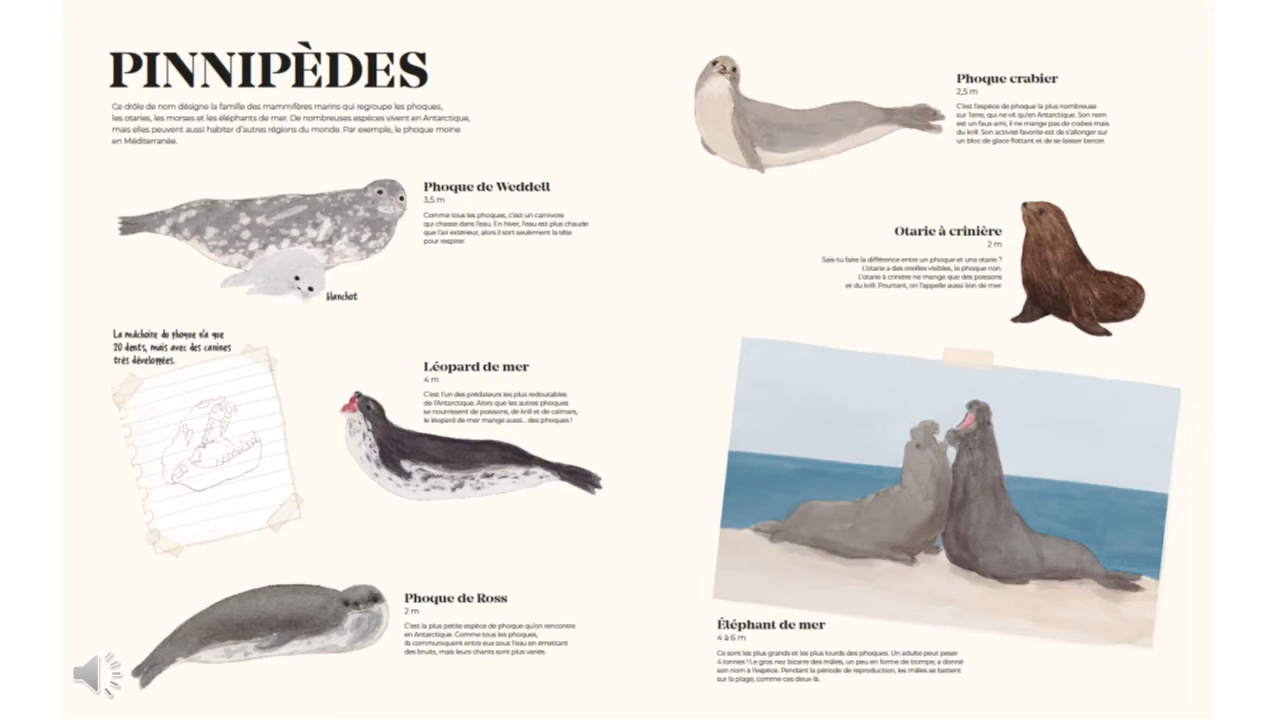 PINNIPÈDES
Ce drôle de nom désigne la famille des mammifères marins qui regroupe les phoques,
les otaries, les morses et les éléphants de mer. De nombreuses espèces vivent en Antarctique,
mais elles peuvent aussi habiter d'autres régions du monde. Par exemple, le phoque moine
en Méditerranée.
Phoque de Weddell
3,5 m
Comme tous les phoques, c'est un carnivore
qui chasse dans l'eau. En hiver, l'eau est plus chaude
que l'air extérieur, alors il sort seulement la tête
pour respirer.
blanchot
La mâchoire du phoque n'a que
20 dents, mais avec des canines
très développées.
Léopard de mer
4 m
C'est l'un des prédateurs les plus redoutables
de l'Antarctique. Alors que les autres phoques
se nourrissent de poissons, de krill et de calmars,
le léopard de mer mange aussi... des phoques !
Phoque de Ross
2 m
C'est la plus petite espèce de phoque qu'on rencontre
en Antarctique. Comme tous les phoques,
ils communiquent entre eux sous l'eau en émettant
des bruits, mais leurs chants sont plus variés.
Phoque crabier
2,5 m
C'est l'espèce de phoque la plus nombreuse
sur Terre, qui ne vit qu'en Antarctique. Son nom
est un faux-ami, il ne mange pas de crabes mais
du krill. Son activité favorite est de s'allonger sur
un bloc de glace flottant et de se laisser bercer.
Otarie à crinière
2 m
Sais-tu faire la différence entre un phoque et une otarie ?
L'otarie a des oreilles visibles, le phoque non.
L'otarie à crinière ne mange que des poissons
et du krill. Pourtant, on l'appelle aussi lion de mer.
Éléphant de mer
4 à 6 m
Ce sont les plus grands et les plus lourds des phoques. Un adulte peut peser
4 tonnes ! Le gros nez bizarre des mâles, un peu en forme de trompe, a donné
son nom à l'espèce. Pendant la période de reproduction, les mâles se battent
sur la plage, comme ces deux-là.